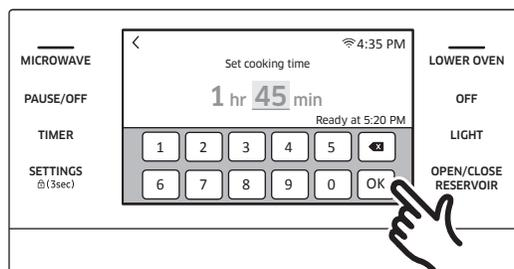 MICROWAVE
PAUSE/OFF
TIMER
SETTINGS
(3sec)
< 4:35 PM
Set cooking time
1 hr 45 min
Ready at 5:20 PM
1 2 3 4 5
6 7 8 9 0 OK
LOWER OVEN
OFF
LIGHT
OPEN/CLOSE
RESERVOIR